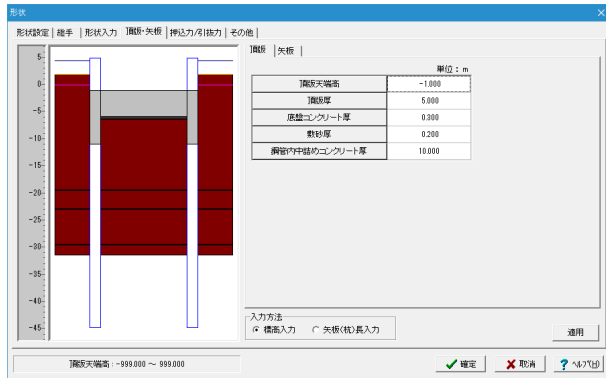 形状
形状設定 継手 形状入力 頂版・矢板 押込力/引抜力 その他
頂版 矢板
単位：m
頂版天端高 -1.000
頂版厚 5.000
底盤コンクリート厚 0.300
敷砂厚 0.200
鋼管内中詰めコンクリート厚 10.000
5
0
-5
-10
-15
-20
-25
-30
-35
-40
-45
入力方法
標高入力 矢板(杭)長入力
適用
頂版天端高：-999.000 ～ 999.000
確定 取消 ? ヘルプ(H)